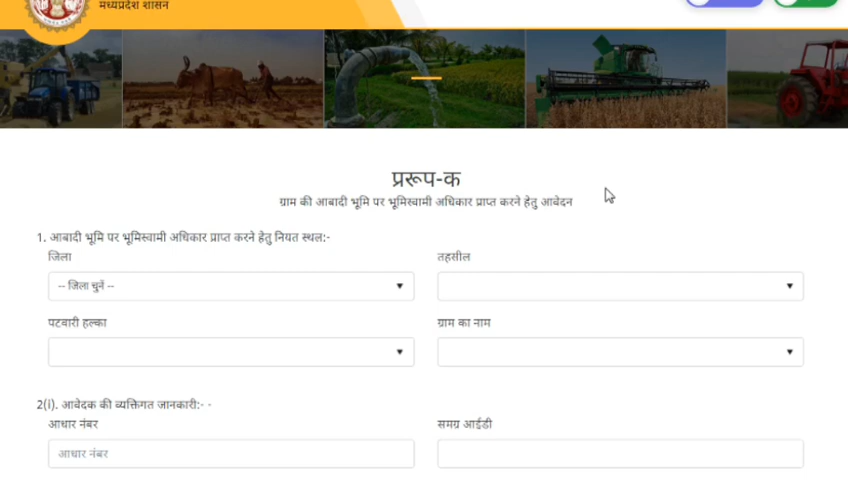 मध्यप्रदेश शासन
प्ररूप-क
ग्राम की आबादी भूमि पर भूमिस्वामी अधिकार प्राप्त करने हेतु आवेदन
1. आबादी भूमि पर भूमिस्वामी अधिकार प्राप्त करने हेतु नियत स्थल:-
जिला तहसील
-- जिला चुनें --
पटवारी हल्का ग्राम का नाम
2(i). आवेदक की व्यक्तिगत जानकारी:- -
आधार नंबर समग्र आईडी
आधार नंबर